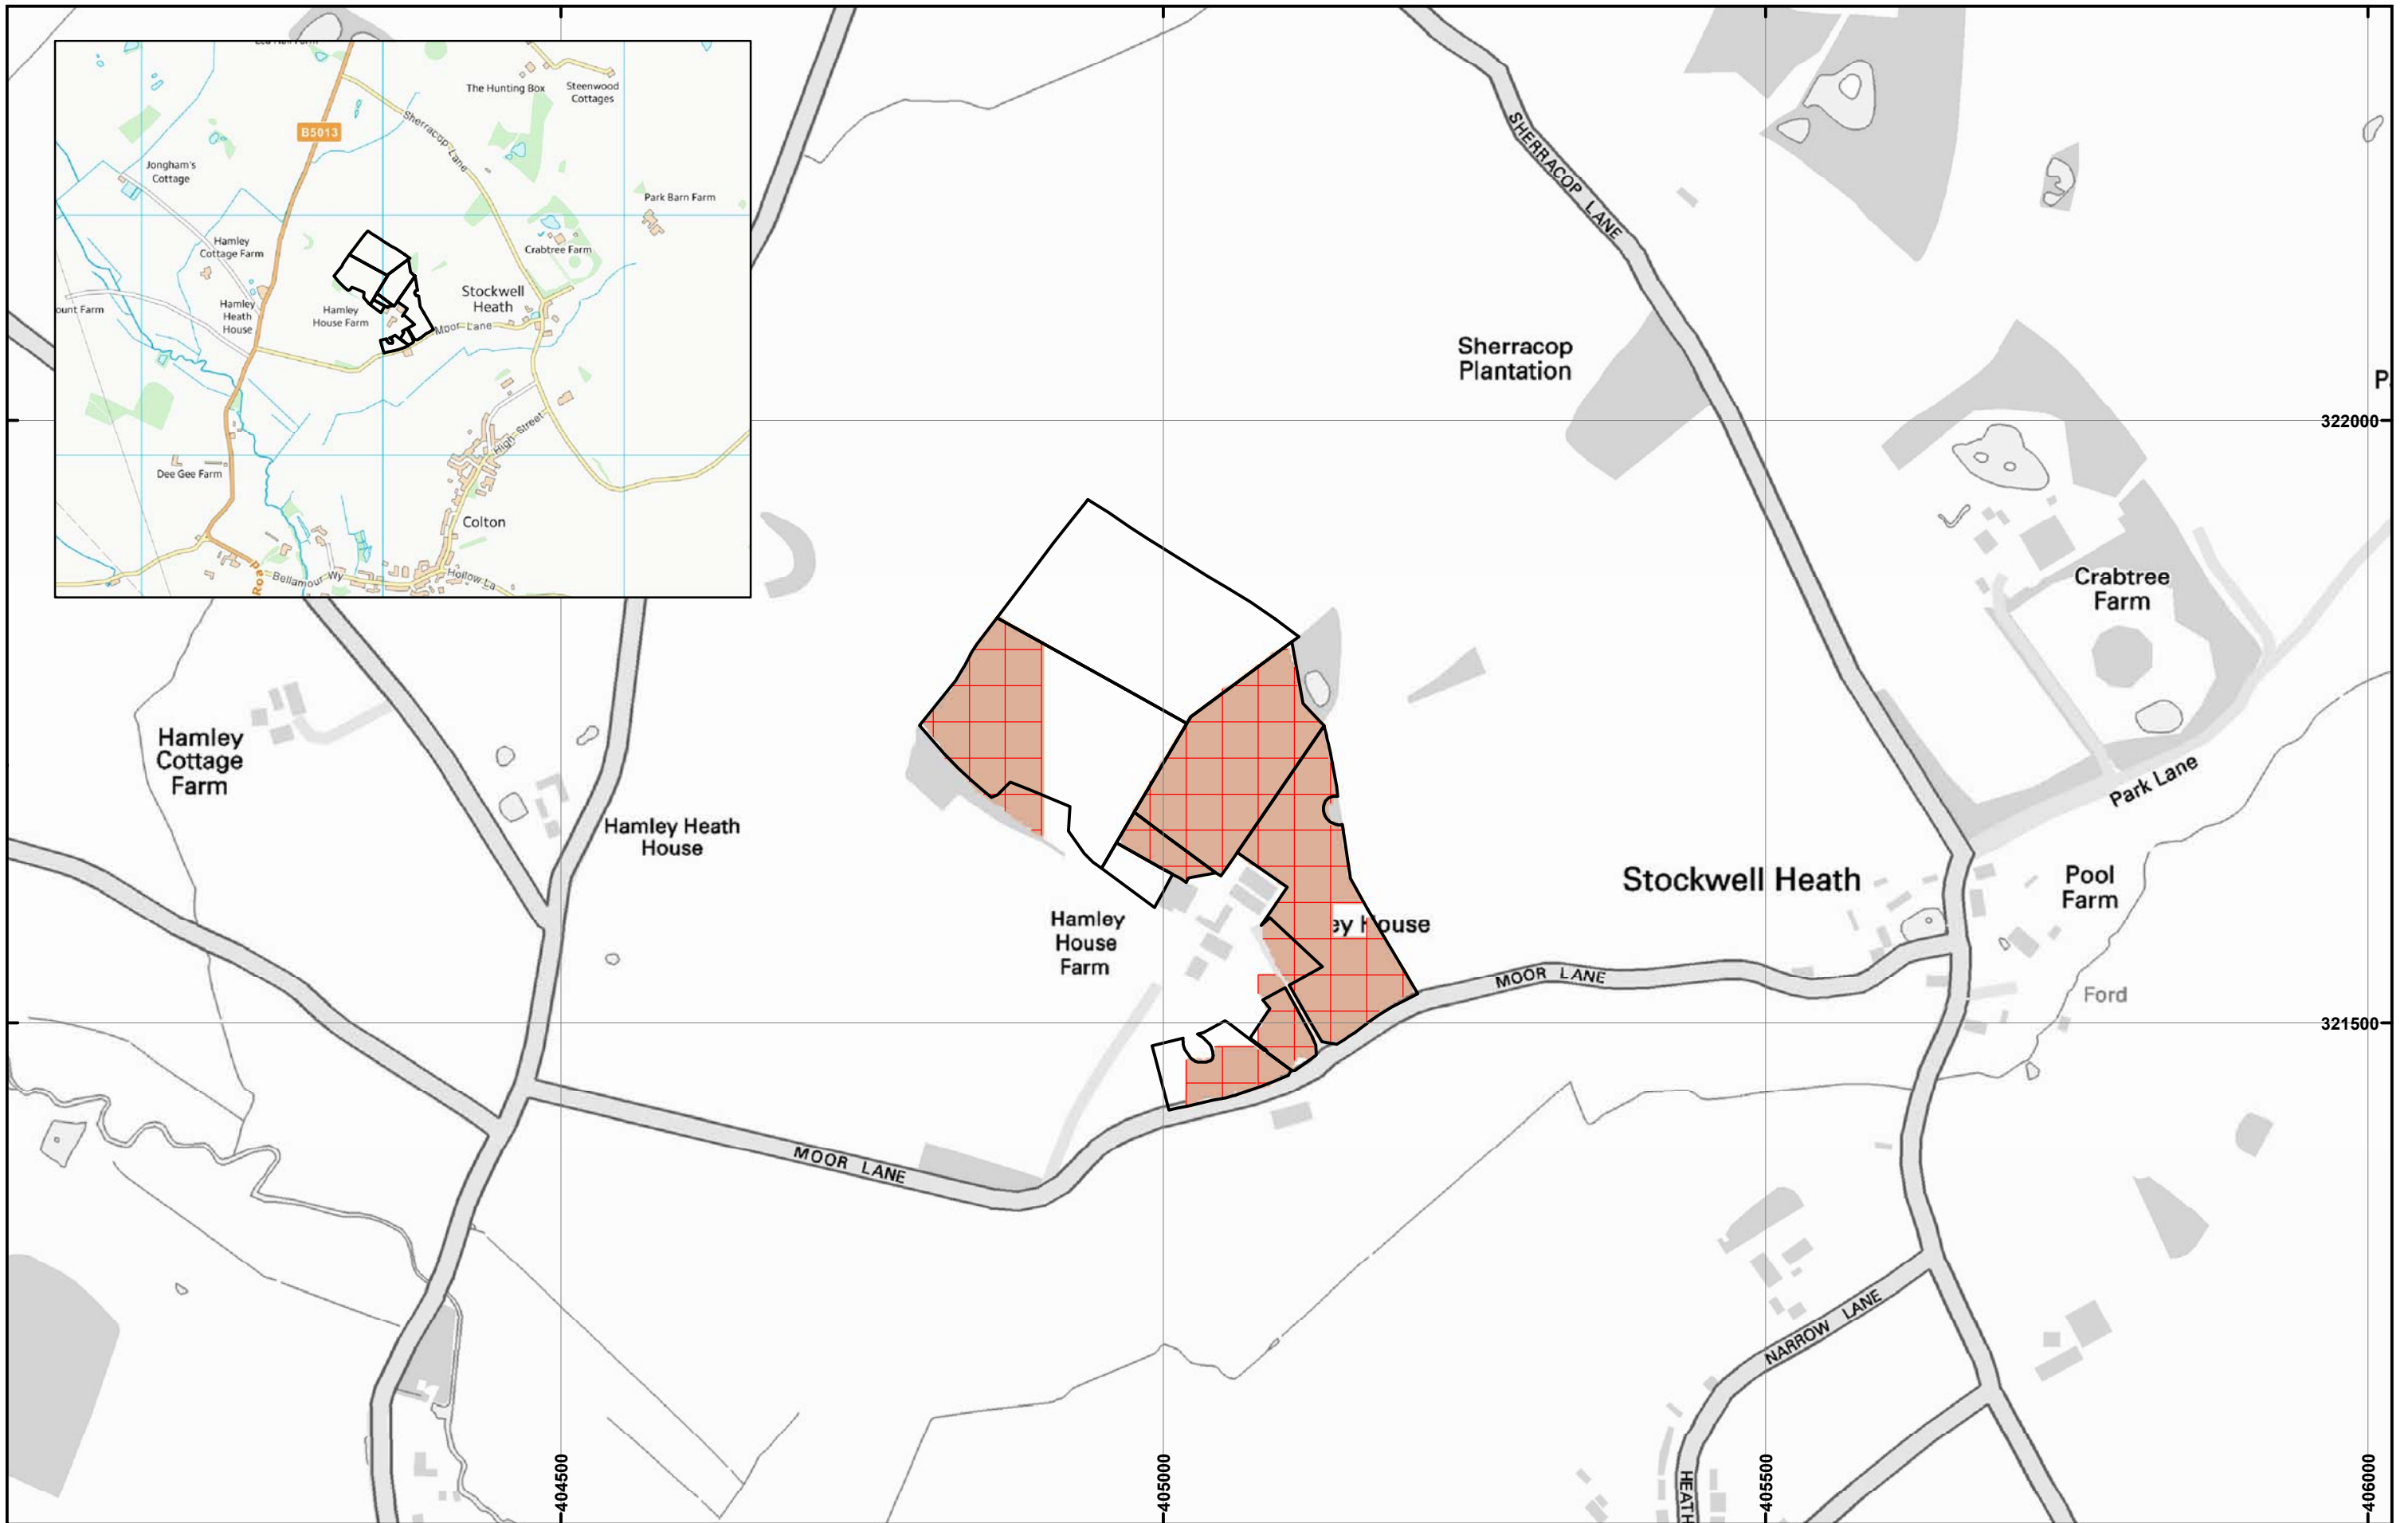 The Hunting Box
Steenwood
Cottages
B5013
Sherracop Lane
Jongham's
Cottage
Park Barn Farm
Hamley
Cottage Farm
Crabtree Farm
Stockwell
Heath
Hamley
Heath
House
ount Farm
Hamley
House Farm
Moor Lane
Dee Gee Farm
High Street
Colton
Bellamour Wy
Hollow La
SHERRACOP LANE
Sherracop
Plantation
P
322000
Crabtree
Farm
Park Lane
Hamley
Cottage
Farm
Hamley Heath
House
Stockwell Heath
Pool
Farm
Hamley
House
Farm
ey House
MOOR LANE
Ford
321500
MOOR LANE
NARROW LANE
HEATH
404500
405000
405500
406000